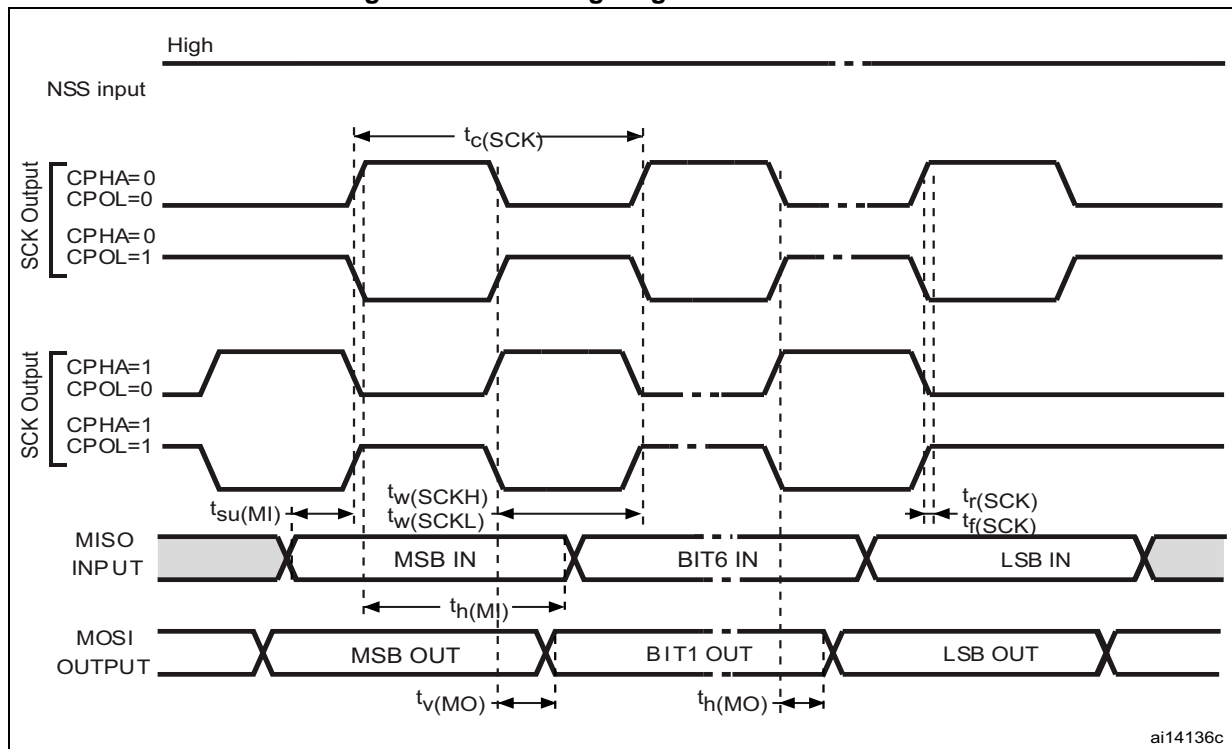 High
NSS input
tc(SCK)
SCK Output
CPHA=0
CPOL=0
CPHA=0
CPOL=1
SCK Output
CPHA=1
CPOL=0
CPHA=1
CPOL=1
tsu(MI)
tw(SCKH)
tw(SCKL)
tr(SCK)
tf(SCK)
MISO
INPUT
MSB IN
BIT6 IN
LSB IN
th(MI)
MOSI
OUTPUT
MSB OUT
BIT1 OUT
LSB OUT
tv(MO)
th(MO)
ai14136c